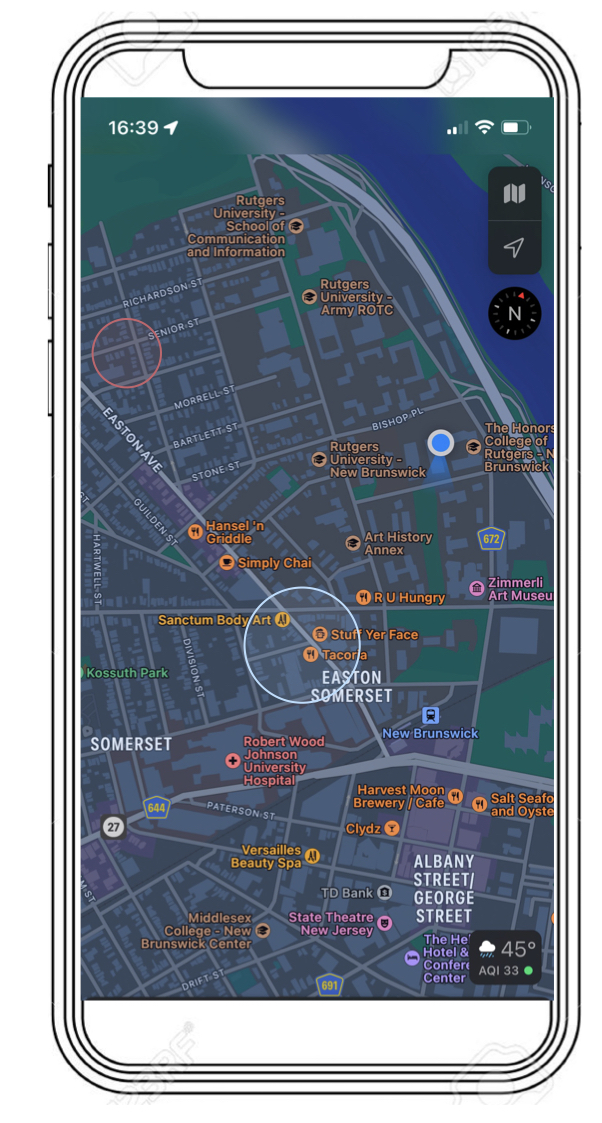 16:39
Rutgers
University -
School of
Communication
and Information
Rutgers
University -
Army ROTC
N
RICHARDSON ST
SENIOR ST
MORRELL ST
BISHOP PL
EASTON AVE
BARTLETT ST
The Honors
College of
Rutgers - N
Brunswick
Rutgers
University -
New Brunswick
STONE ST
GUILDEN ST
Hansel 'n
Griddle
Art History
Annex
672
HARTWELL ST
Simply Chai
R U Hungry
Zimmerli
Art Museu
Sanctum Body Art
Stuff Yer Face
Tacoria
DIVISION ST
Kossuth Park
EASTON
SOMERSET
New Brunswick
SOMERSET
Robert Wood
Johnson
University
Hospital
Harvest Moon
Brewery / Cafe
Salt Seafo
and Oyste
644
PATERSON ST
27
Clydz
Versailles
Beauty Spa
ALBANY
STREET/
GEORGE
STREET
TD Bank
Middlesex
College - New
Brunswick Center
State Theatre
New Jersey
The He
Hotel &
Confere
Center
45°
AQI 33
DRIFT ST
691
123RF